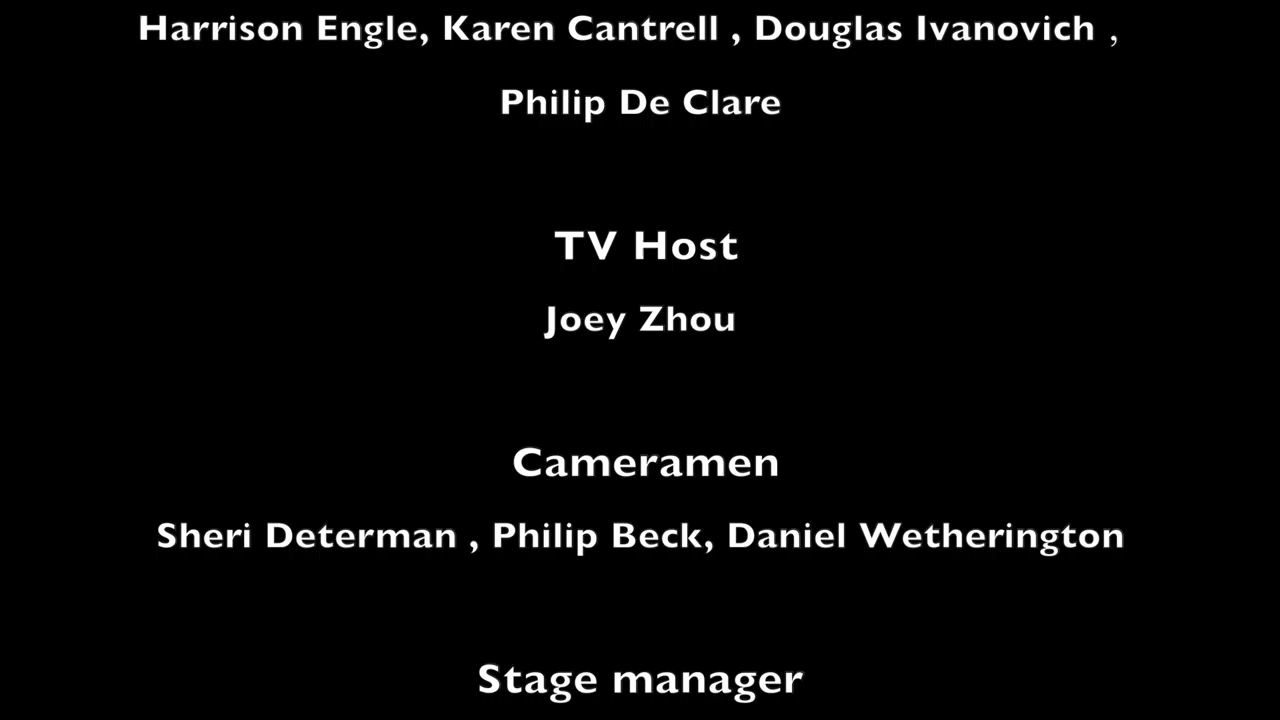 Harrison Engle, Karen Cantrell , Douglas Ivanovich ,
Philip De Clare
TV Host
Joey Zhou
Cameramen
Sheri Determan , Philip Beck, Daniel Wetherington
Stage manager